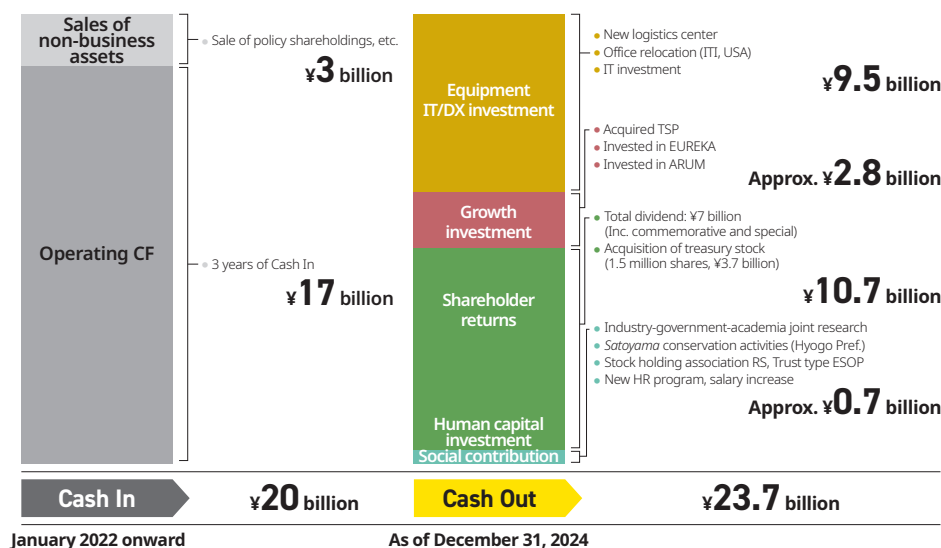 Sales of
non-business
assets
Operating CF
• Sale of policy shareholdings, etc.
¥3 billion
• 3 years of Cash In
¥17 billion
Equipment
IT/DX investment
Growth
investment
Shareholder
returns
Human capital
investment
Social contribution
• New logistics center
• Office relocation (ITI, USA)
• IT investment
¥9.5 billion
• Acquired TSP
• Invested in EUREKA
• Invested in ARUM
Approx. ¥2.8 billion
• Total dividend: ¥7 billion
(Inc. commemorative and special)
• Acquisition of treasury stock
(1.5 million shares, ¥3.7 billion)
¥10.7 billion
• Industry-government-academia joint research
• Satoyama conservation activities (Hyogo Pref.)
• Stock holding association RS, Trust type ESOP
• New HR program, salary increase
Approx. ¥0.7 billion
Cash In
¥20 billion
Cash Out
¥23.7 billion
January 2022 onward
As of December 31, 2024